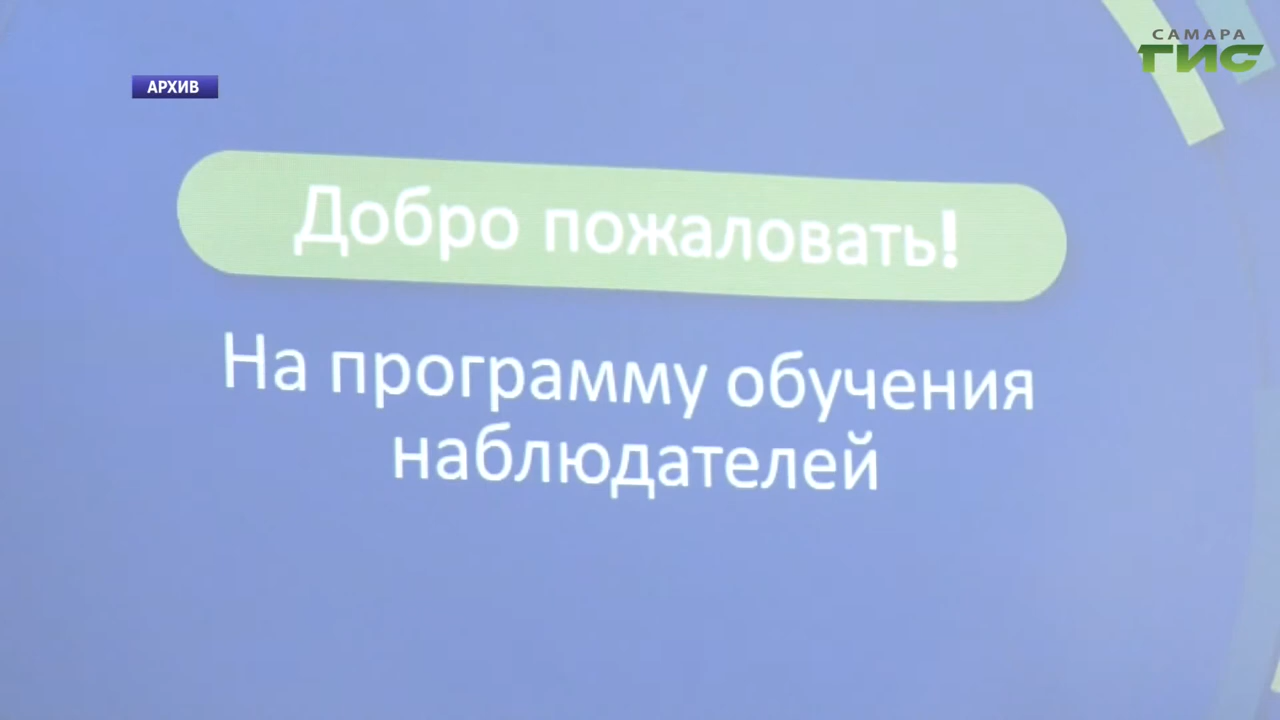 САМАРА
ГИС
АРХИВ
Добро пожаловать!
На программу обучения
наблюдателей